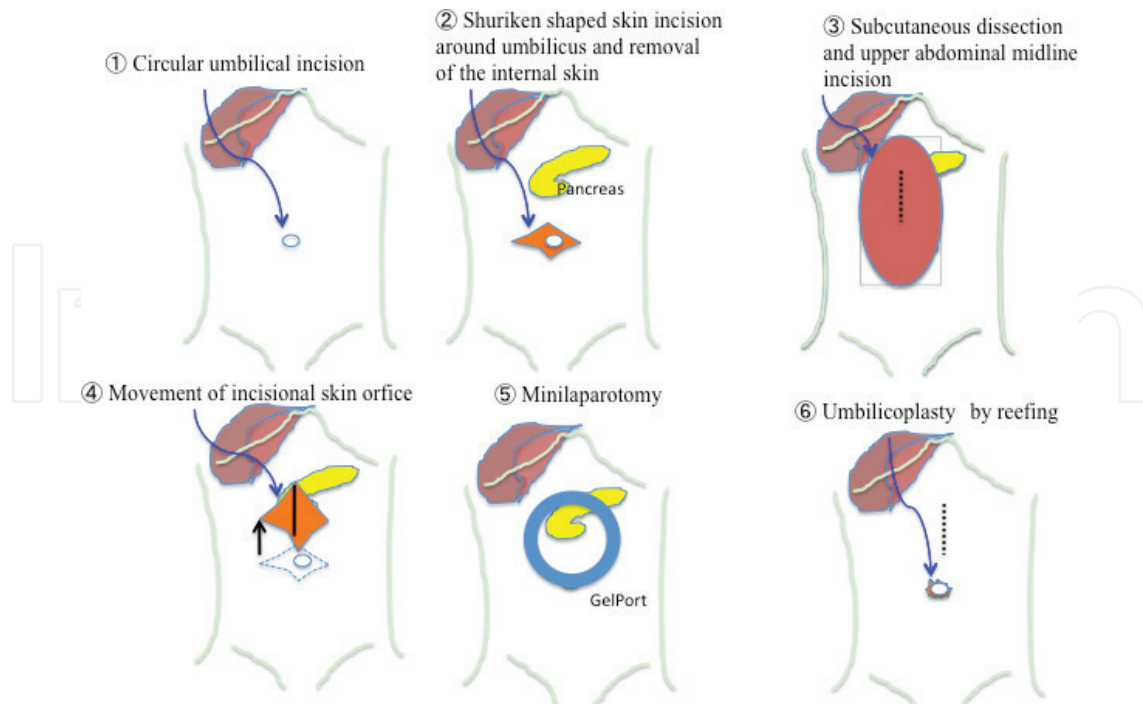 ① Circular umbilical incision
② Shuriken shaped skin incision
around umbilicus and removal
of the internal skin
Pancreas
③ Subcutaneous dissection
and upper abdominal midline
incision
④ Movement of incisional skin orfice
⑤ Minilaparotomy
GelPort
⑥ Umbilicoplasty by reefing